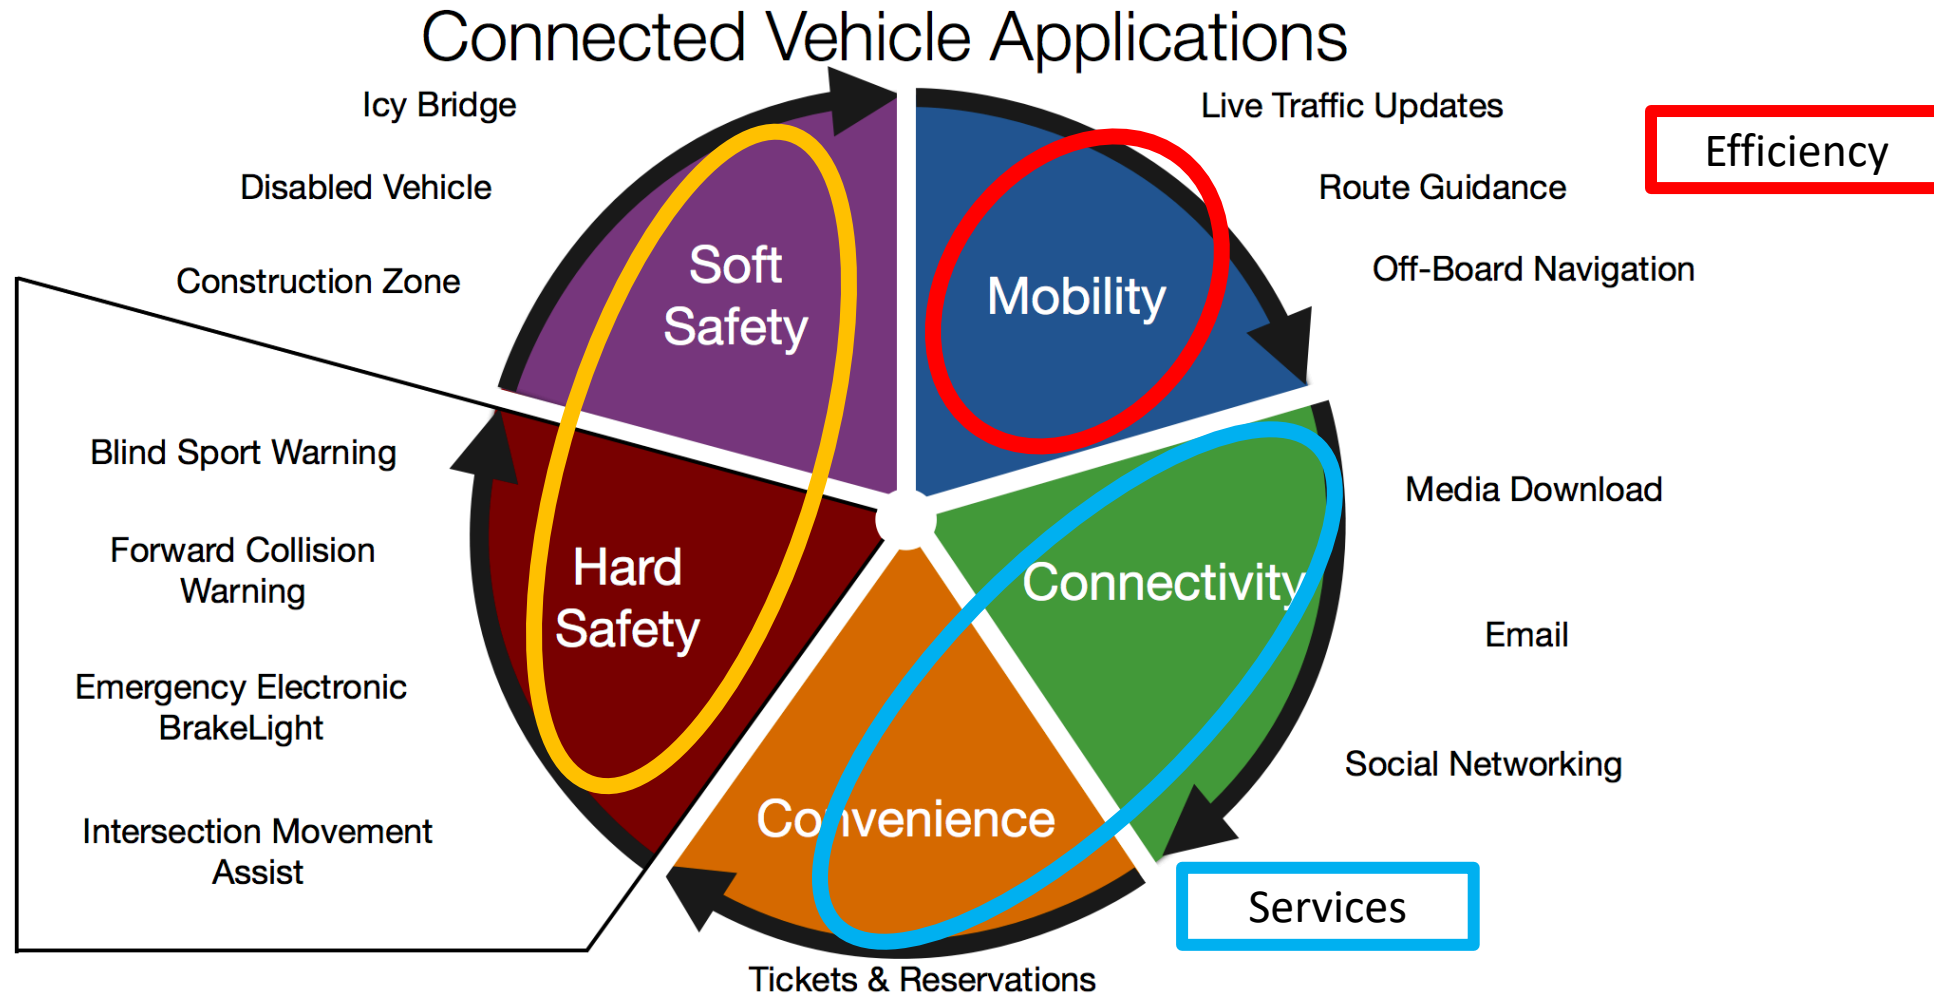 Connected Vehicle Applications
Icy Bridge
Live Traffic Updates
Efficiency
Disabled Vehicle
Route Guidance
Soft
Safety
Mobility
Construction Zone
Off-Board Navigation
Blind Sport Warning
Media Download
Forward Collision
Warning
Hard
Safety
Connectivity
Email
Emergency Electronic
BrakeLight
Social Networking
Convenience
Intersection Movement
Assist
Services
Tickets & Reservations